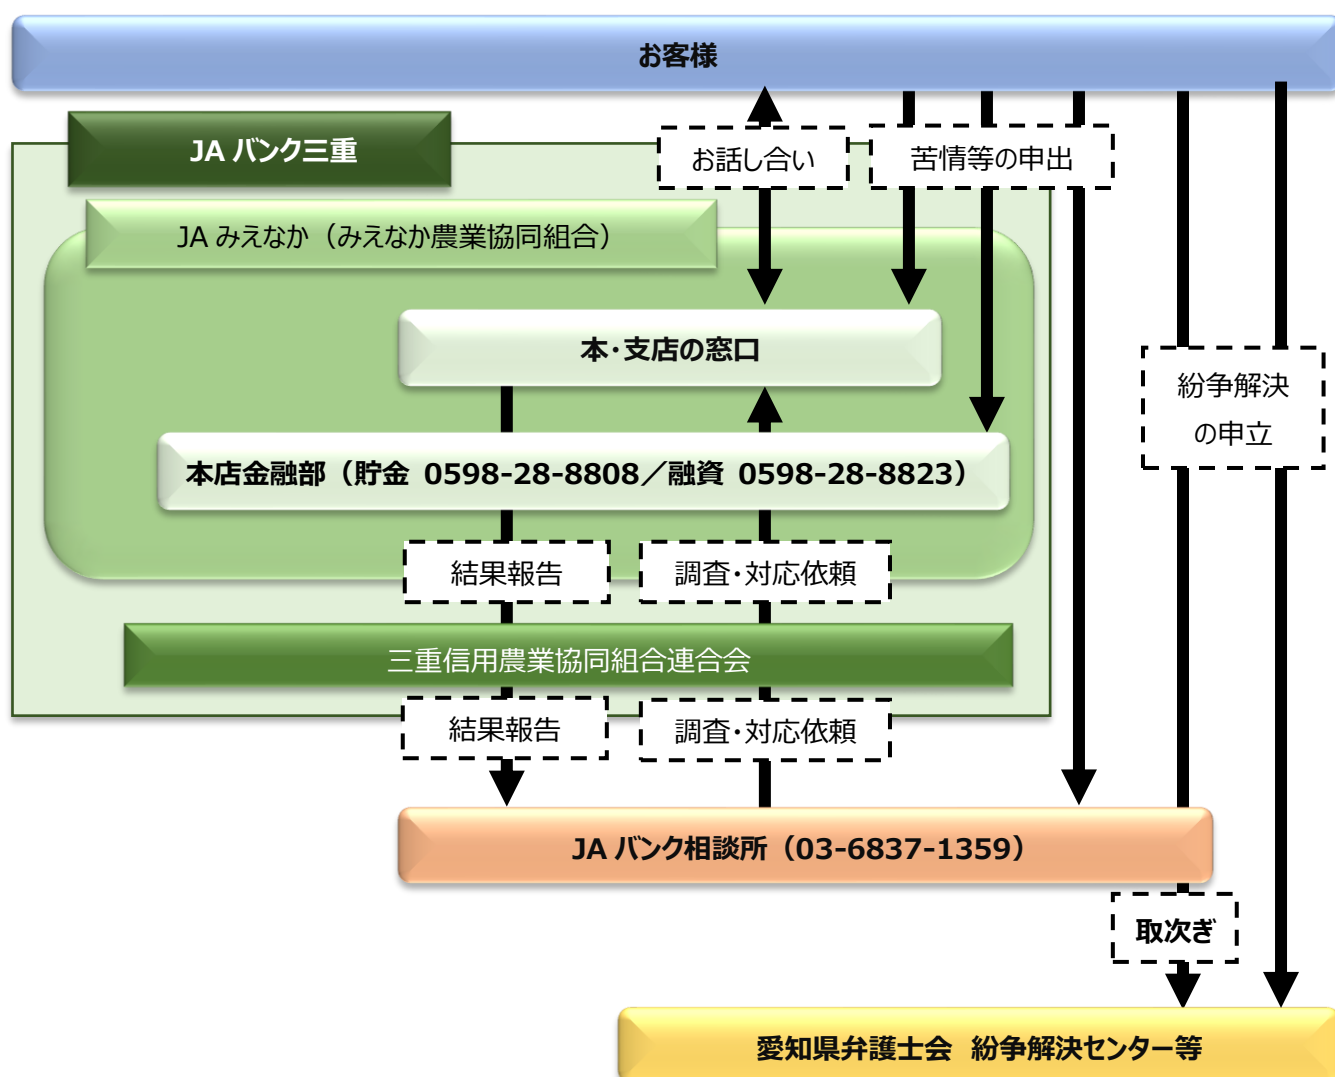 お客様
JA バンク三重
お話し合い
苦情等の申出
JA みえなか（みえなか農業協同組合）
本・支店の窓口
紛争解決
の申立
本店金融部（貯金 0598-28-8808／融資 0598-28-8823）
結果報告
調査・対応依頼
三重信用農業協同組合連合会
結果報告
調査・対応依頼
JA バンク相談所（03-6837-1359）
取次ぎ
愛知県弁護士会 紛争解決センター等